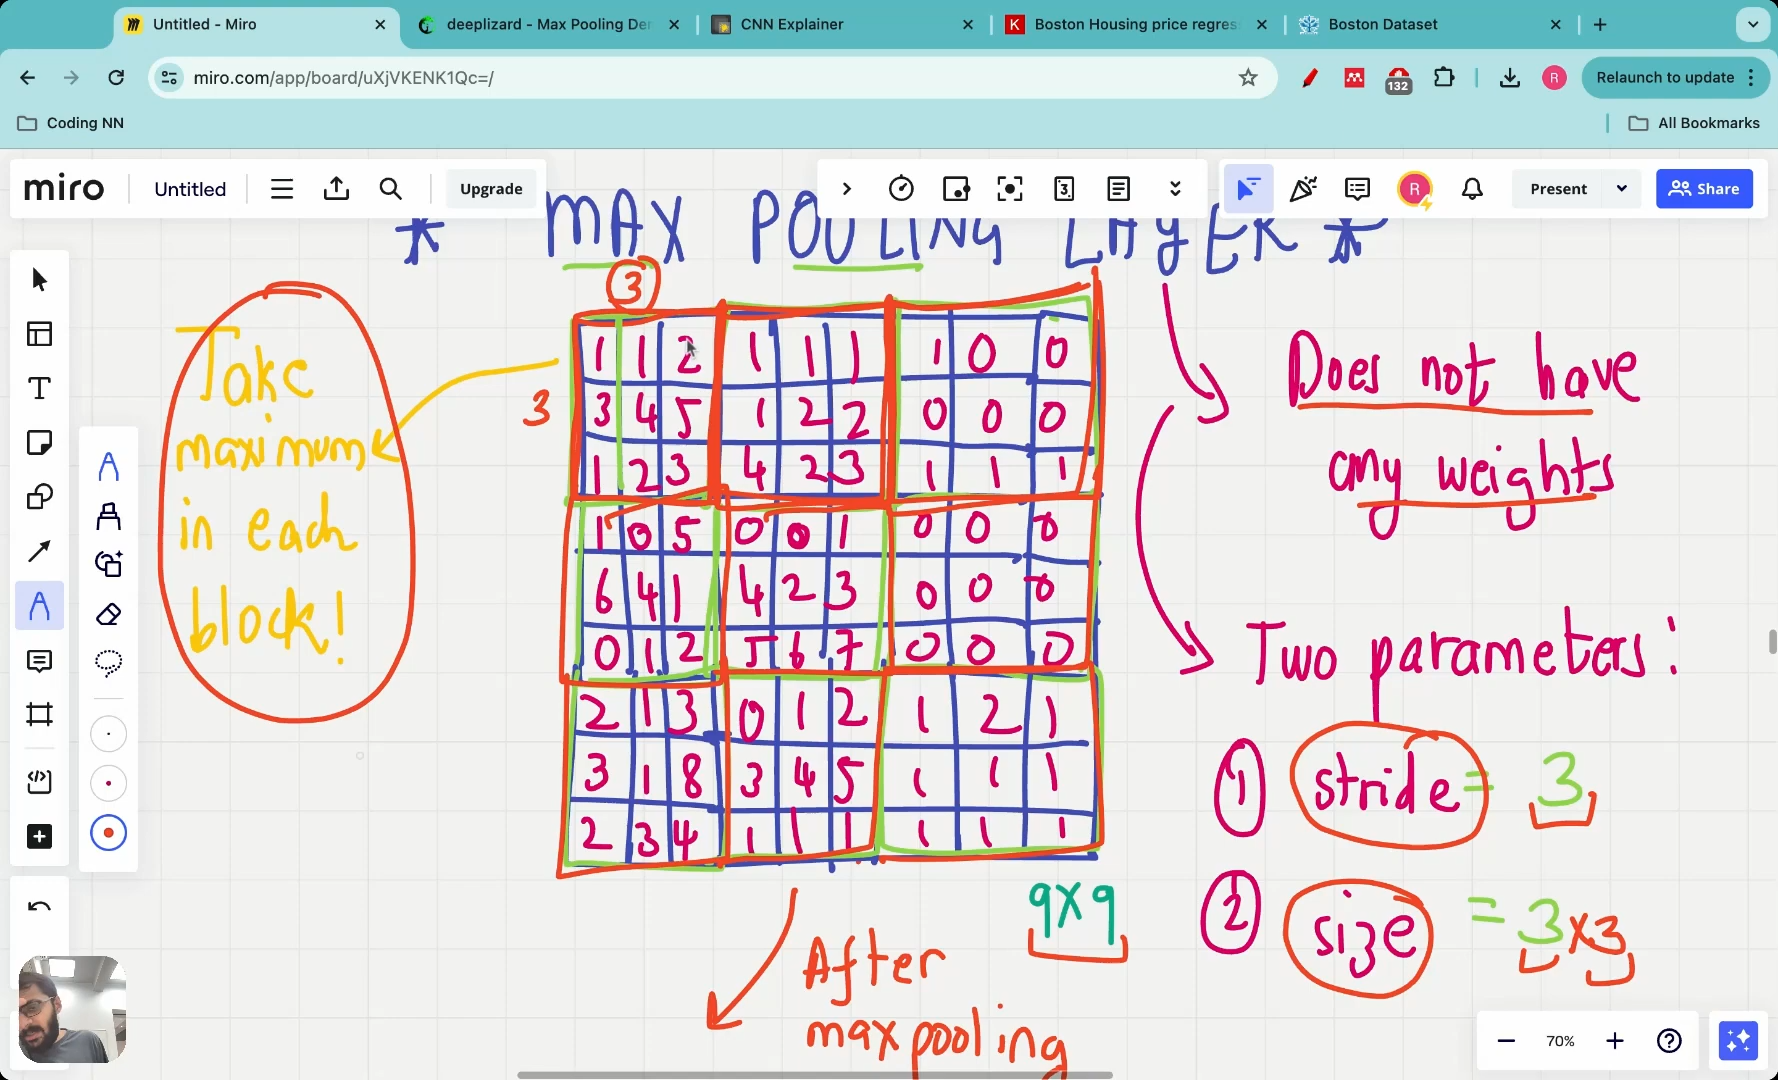 Untitled - Miro
deeplizard - Max Pooling De
CNN Explainer
Boston Housing price regres
Boston Dataset
miro.com/app/board/uXjVKENK1Qc=/
132
R
Relaunch to update
Coding NN
All Bookmarks
miro
Untitled
Upgrade
3
R
Present
Share
* MAX POOLING LAYER *
3
3
Take
maximum
in each
block!
1 1 2 1 1 1 1 0 0
3 4 5 1 2 2 0 0 0
1 2 3 4 2 3 1 1 1
1 0 5 0 0 1 0 0 0
6 4 1 4 2 3 0 0 0
0 1 2 5 6 7 0 0 0
2 1 3 0 1 2 1 2 1
3 1 8 3 4 5 1 1 1
2 3 4 1 1 1 1 1 1
9X9
After
maxpooling
Does not have
any weights
Two parameters:
1 stride = 3
2 size = 3x3
70%